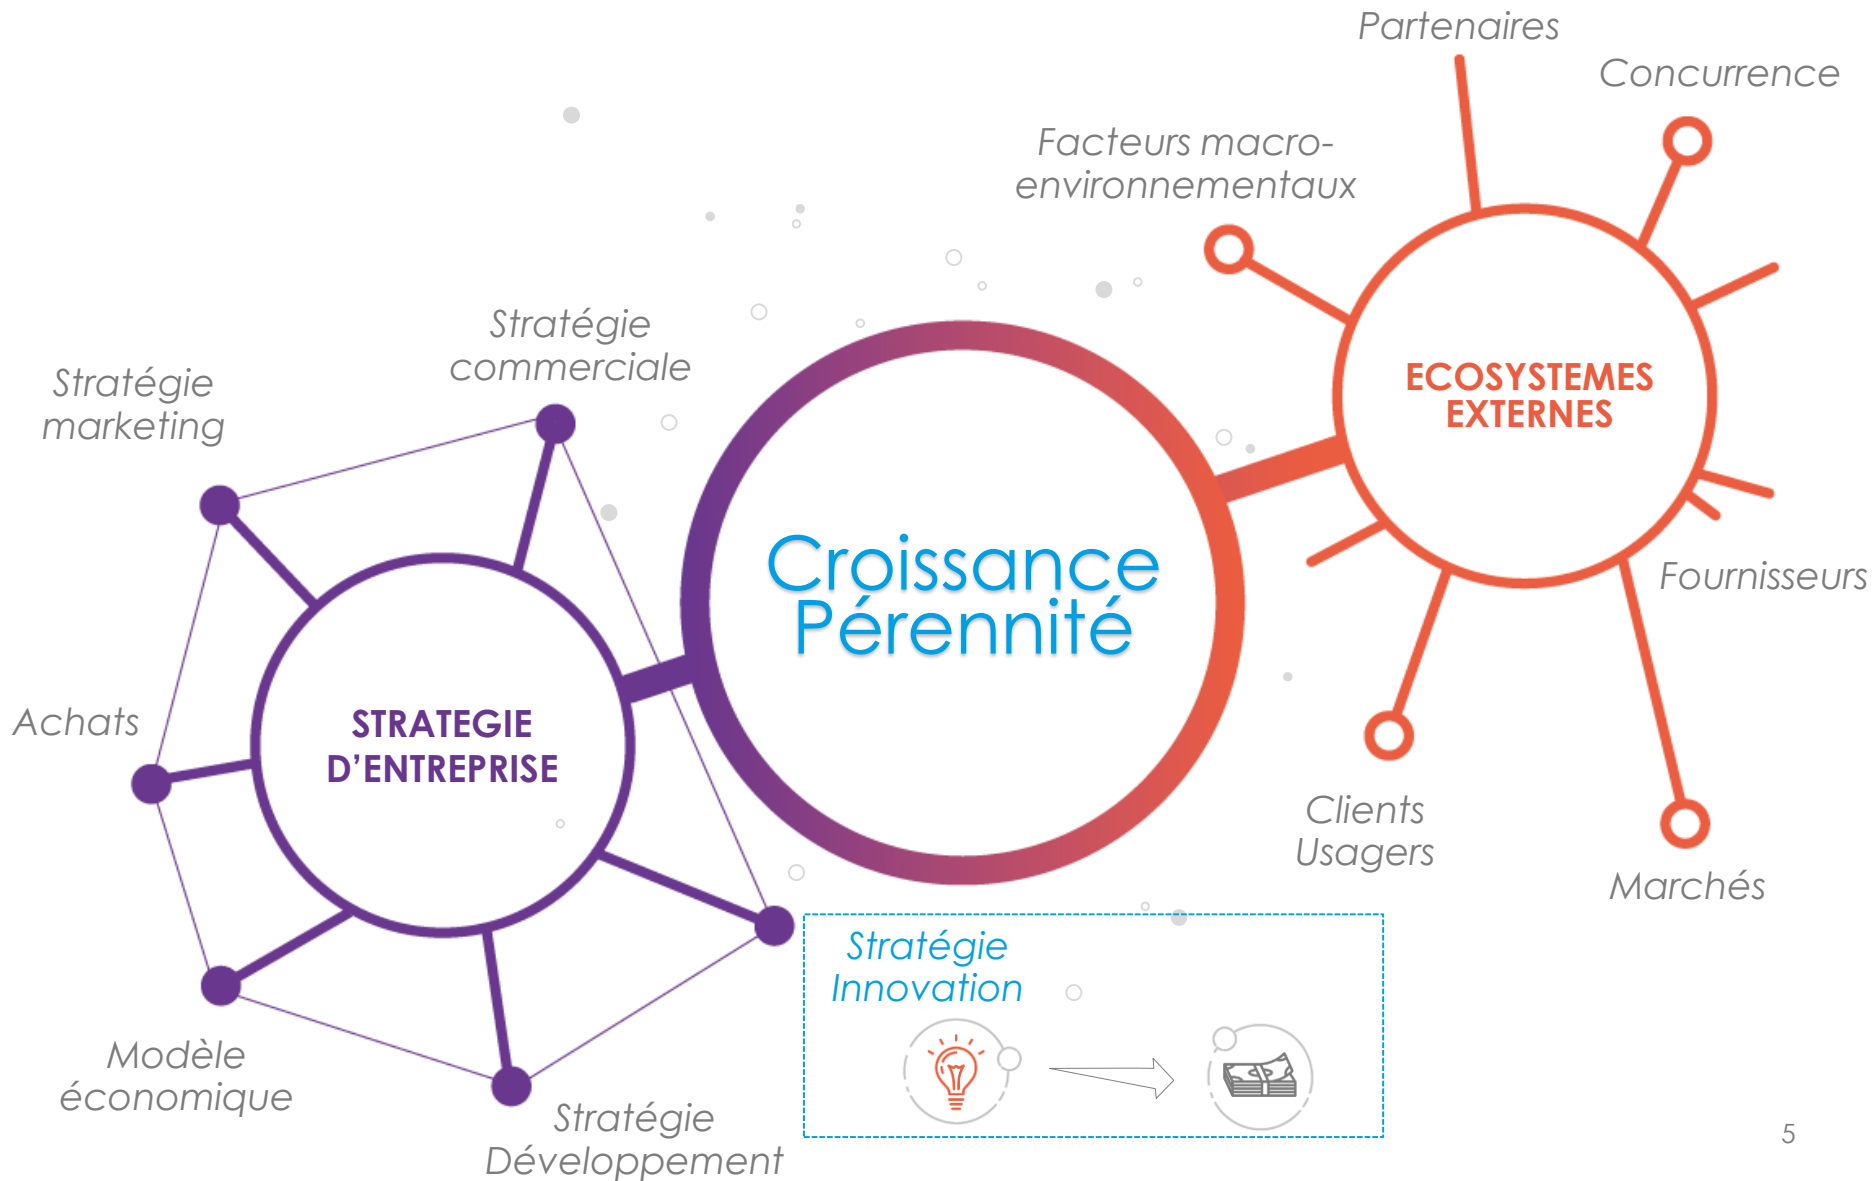 Partenaires
Concurrence
Facteurs macro-
environnementaux
ECOSYSTEMES
EXTERNES
Fournisseurs
Clients
Usagers
Marchés
Croissance
Pérennité
Stratégie
commerciale
Stratégie
marketing
Achats
STRATEGIE
D’ENTREPRISE
Modèle
économique
Stratégie
Développement
Stratégie
Innovation
5